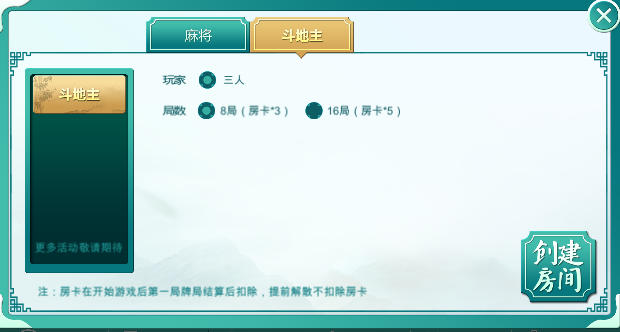 麻将 斗地主
斗地主
玩家 三人
局数 8局（房卡*3） 16局（房卡*5）
更多活动敬请期待
创建
房间
注：房卡在开始游戏后第一局牌局结算后扣除，提前解散不扣除房卡